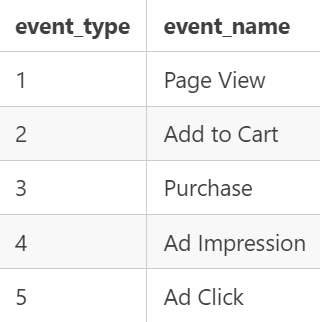 event_type event_name
1 Page View
2 Add to Cart
3 Purchase
4 Ad Impression
5 Ad Click